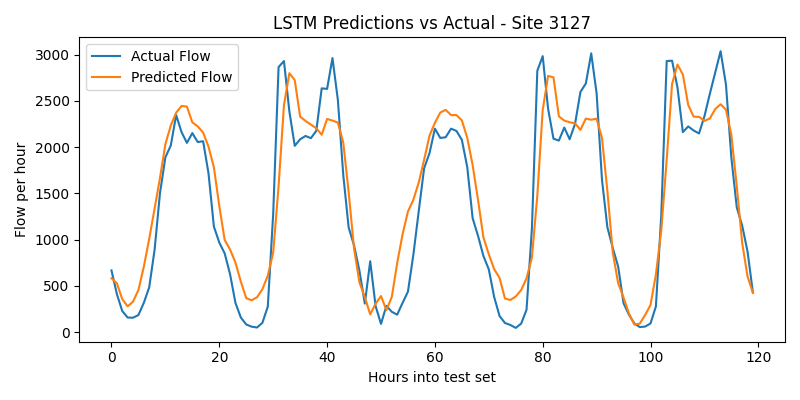 LSTM Predictions vs Actual - Site 3127
Actual Flow
Predicted Flow
Flow per hour
3000
2500
2000
1500
1000
500
0
0 20 40 60 80 100 120
Hours into test set